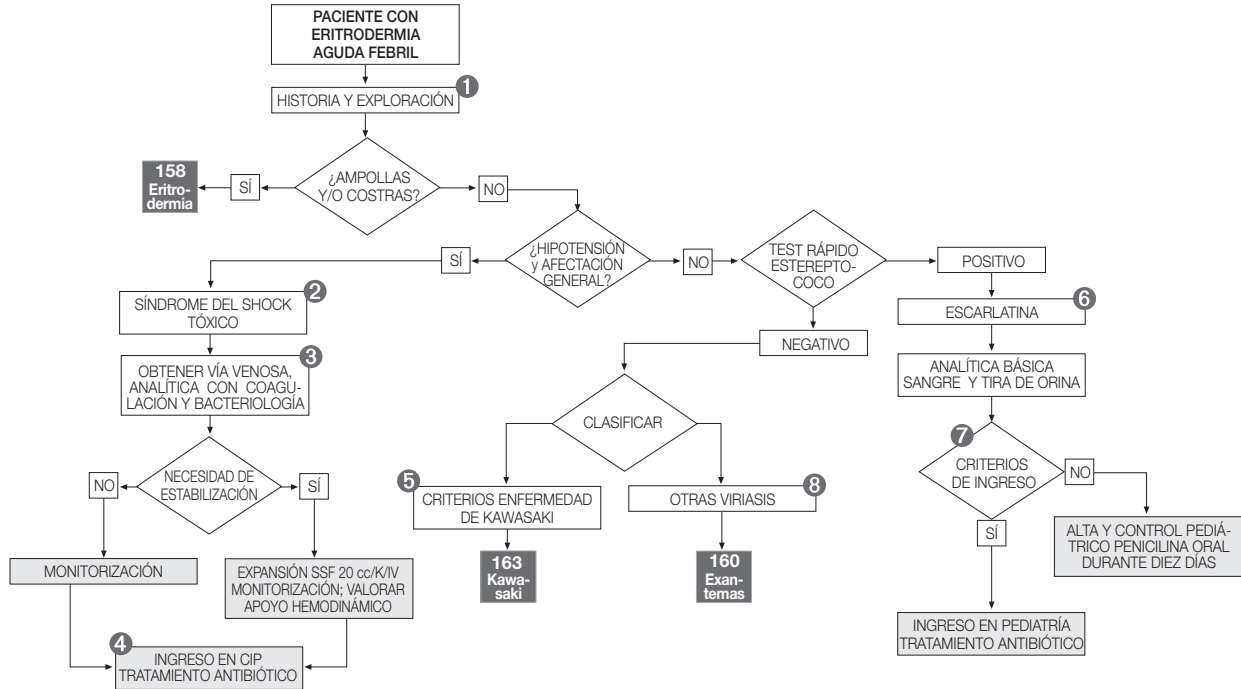 PACIENTE CON
ERITRODERMIA
AGUDA FEBRIL
1
HISTORIA Y EXPLORACIÓN
¿AMPOLLAS
Y/O COSTRAS?
SÍ
158
Eritro-
dermia
NO
¿HIPOTENSIÓN
y AFECTACIÓN
GENERAL?
SÍ
NO
TEST RÁPIDO
ESTEREPTO-
COCO
POSITIVO
NEGATIVO
2
SÍNDROME DEL SHOCK
TÓXICO
3
OBTENER VÍA VENOSA,
ANALÍTICA CON COAGU-
LACIÓN Y BACTERIOLOGÍA
NECESIDAD DE
ESTABILIZACIÓN
NO
SÍ
MONITORIZACIÓN
EXPANSIÓN SSF 20 cc/K/IV
MONITORIZACIÓN; VALORAR
APOYO HEMODINÁMICO
4
INGRESO EN CIP
TRATAMIENTO ANTIBIÓTICO
CLASIFICAR
5
CRITERIOS ENFERMEDAD
DE KAWASAKI
163
Kawa-
saki
8
OTRAS VIRIASIS
160
Exan-
temas
6
ESCARLATINA
ANALÍTICA BÁSICA
SANGRE Y TIRA DE ORINA
7
CRITERIOS
DE INGRESO
NO
SÍ
ALTA Y CONTROL PEDIÁ-
TRICO PENICILINA ORAL
DURANTE DIEZ DÍAS
INGRESO EN PEDIATRÍA
TRATAMIENTO ANTIBIÓTICO